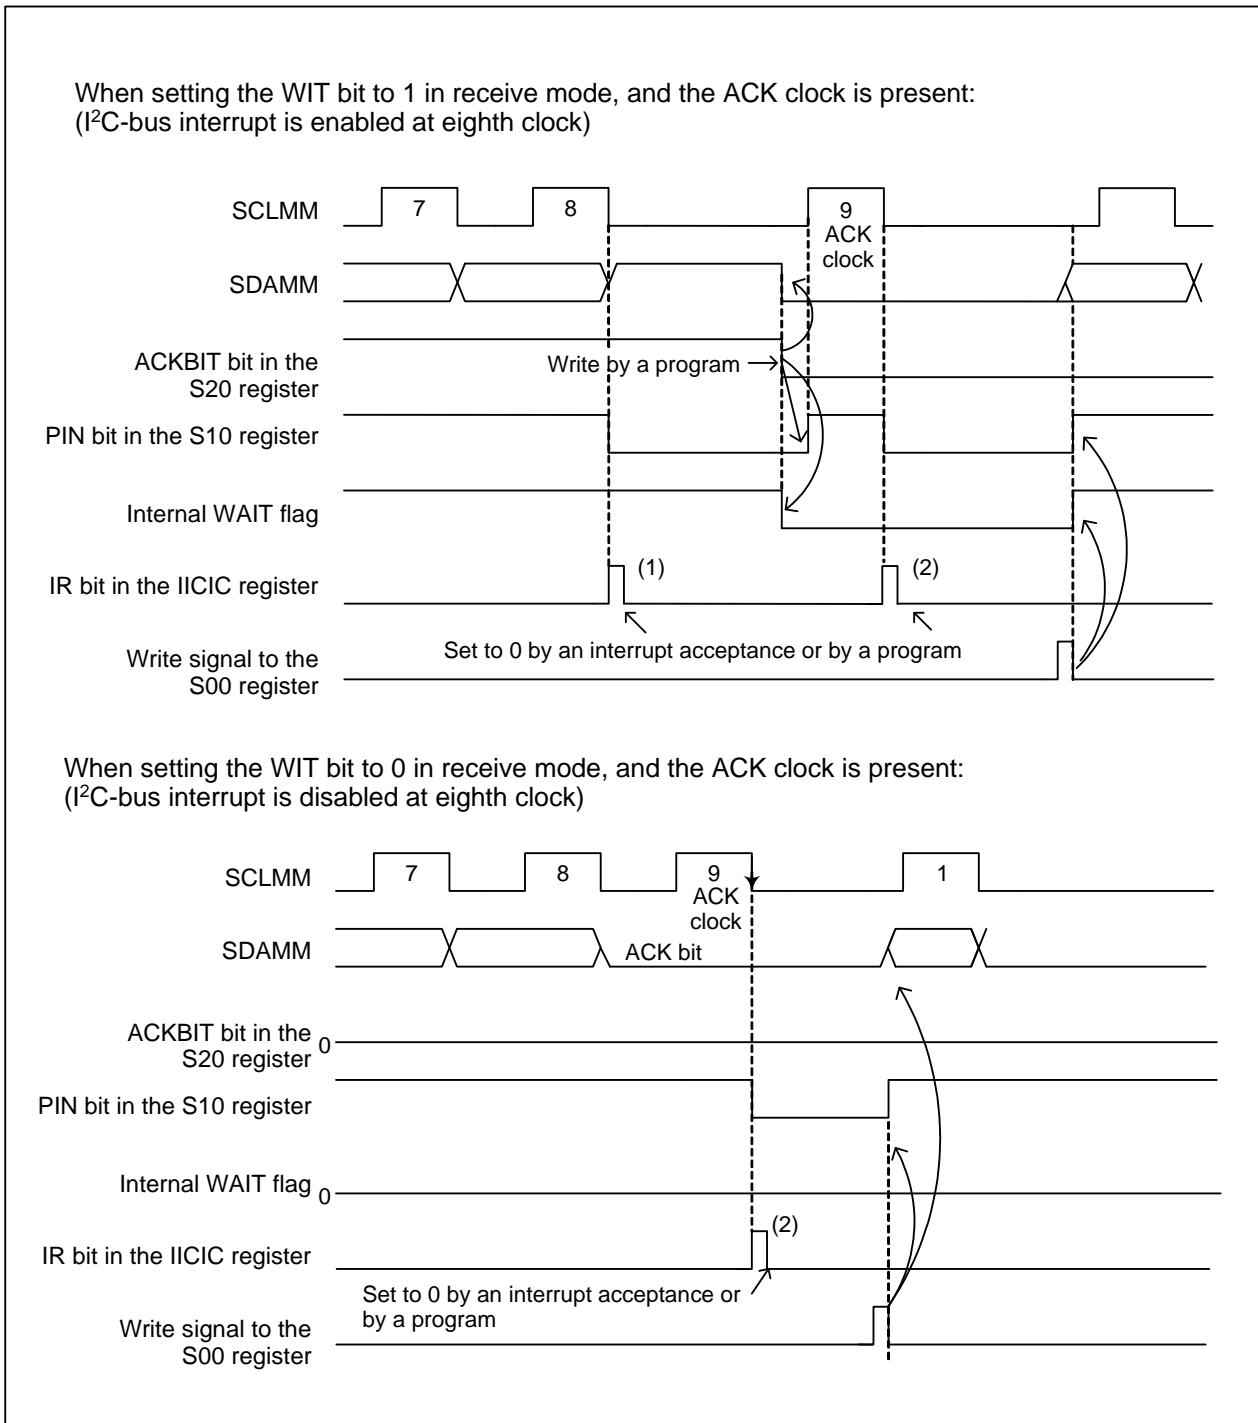 When setting the WIT bit to 1 in receive mode, and the ACK clock is present:
(I²C-bus interrupt is enabled at eighth clock)
SCLMM
7
8
9
ACK
clock
SDAMM
ACKBIT bit in the
S20 register
Write by a program
PIN bit in the S10 register
Internal WAIT flag
IR bit in the IICIC register
(1)
(2)
Set to 0 by an interrupt acceptance or by a program
Write signal to the
S00 register
When setting the WIT bit to 0 in receive mode, and the ACK clock is present:
(I²C-bus interrupt is disabled at eighth clock)
SCLMM
7
8
9
ACK
clock
1
SDAMM
ACK bit
ACKBIT bit in the
S20 register
0
PIN bit in the S10 register
Internal WAIT flag
0
IR bit in the IICIC register
(2)
Set to 0 by an interrupt acceptance or
by a program
Write signal to the
S00 register